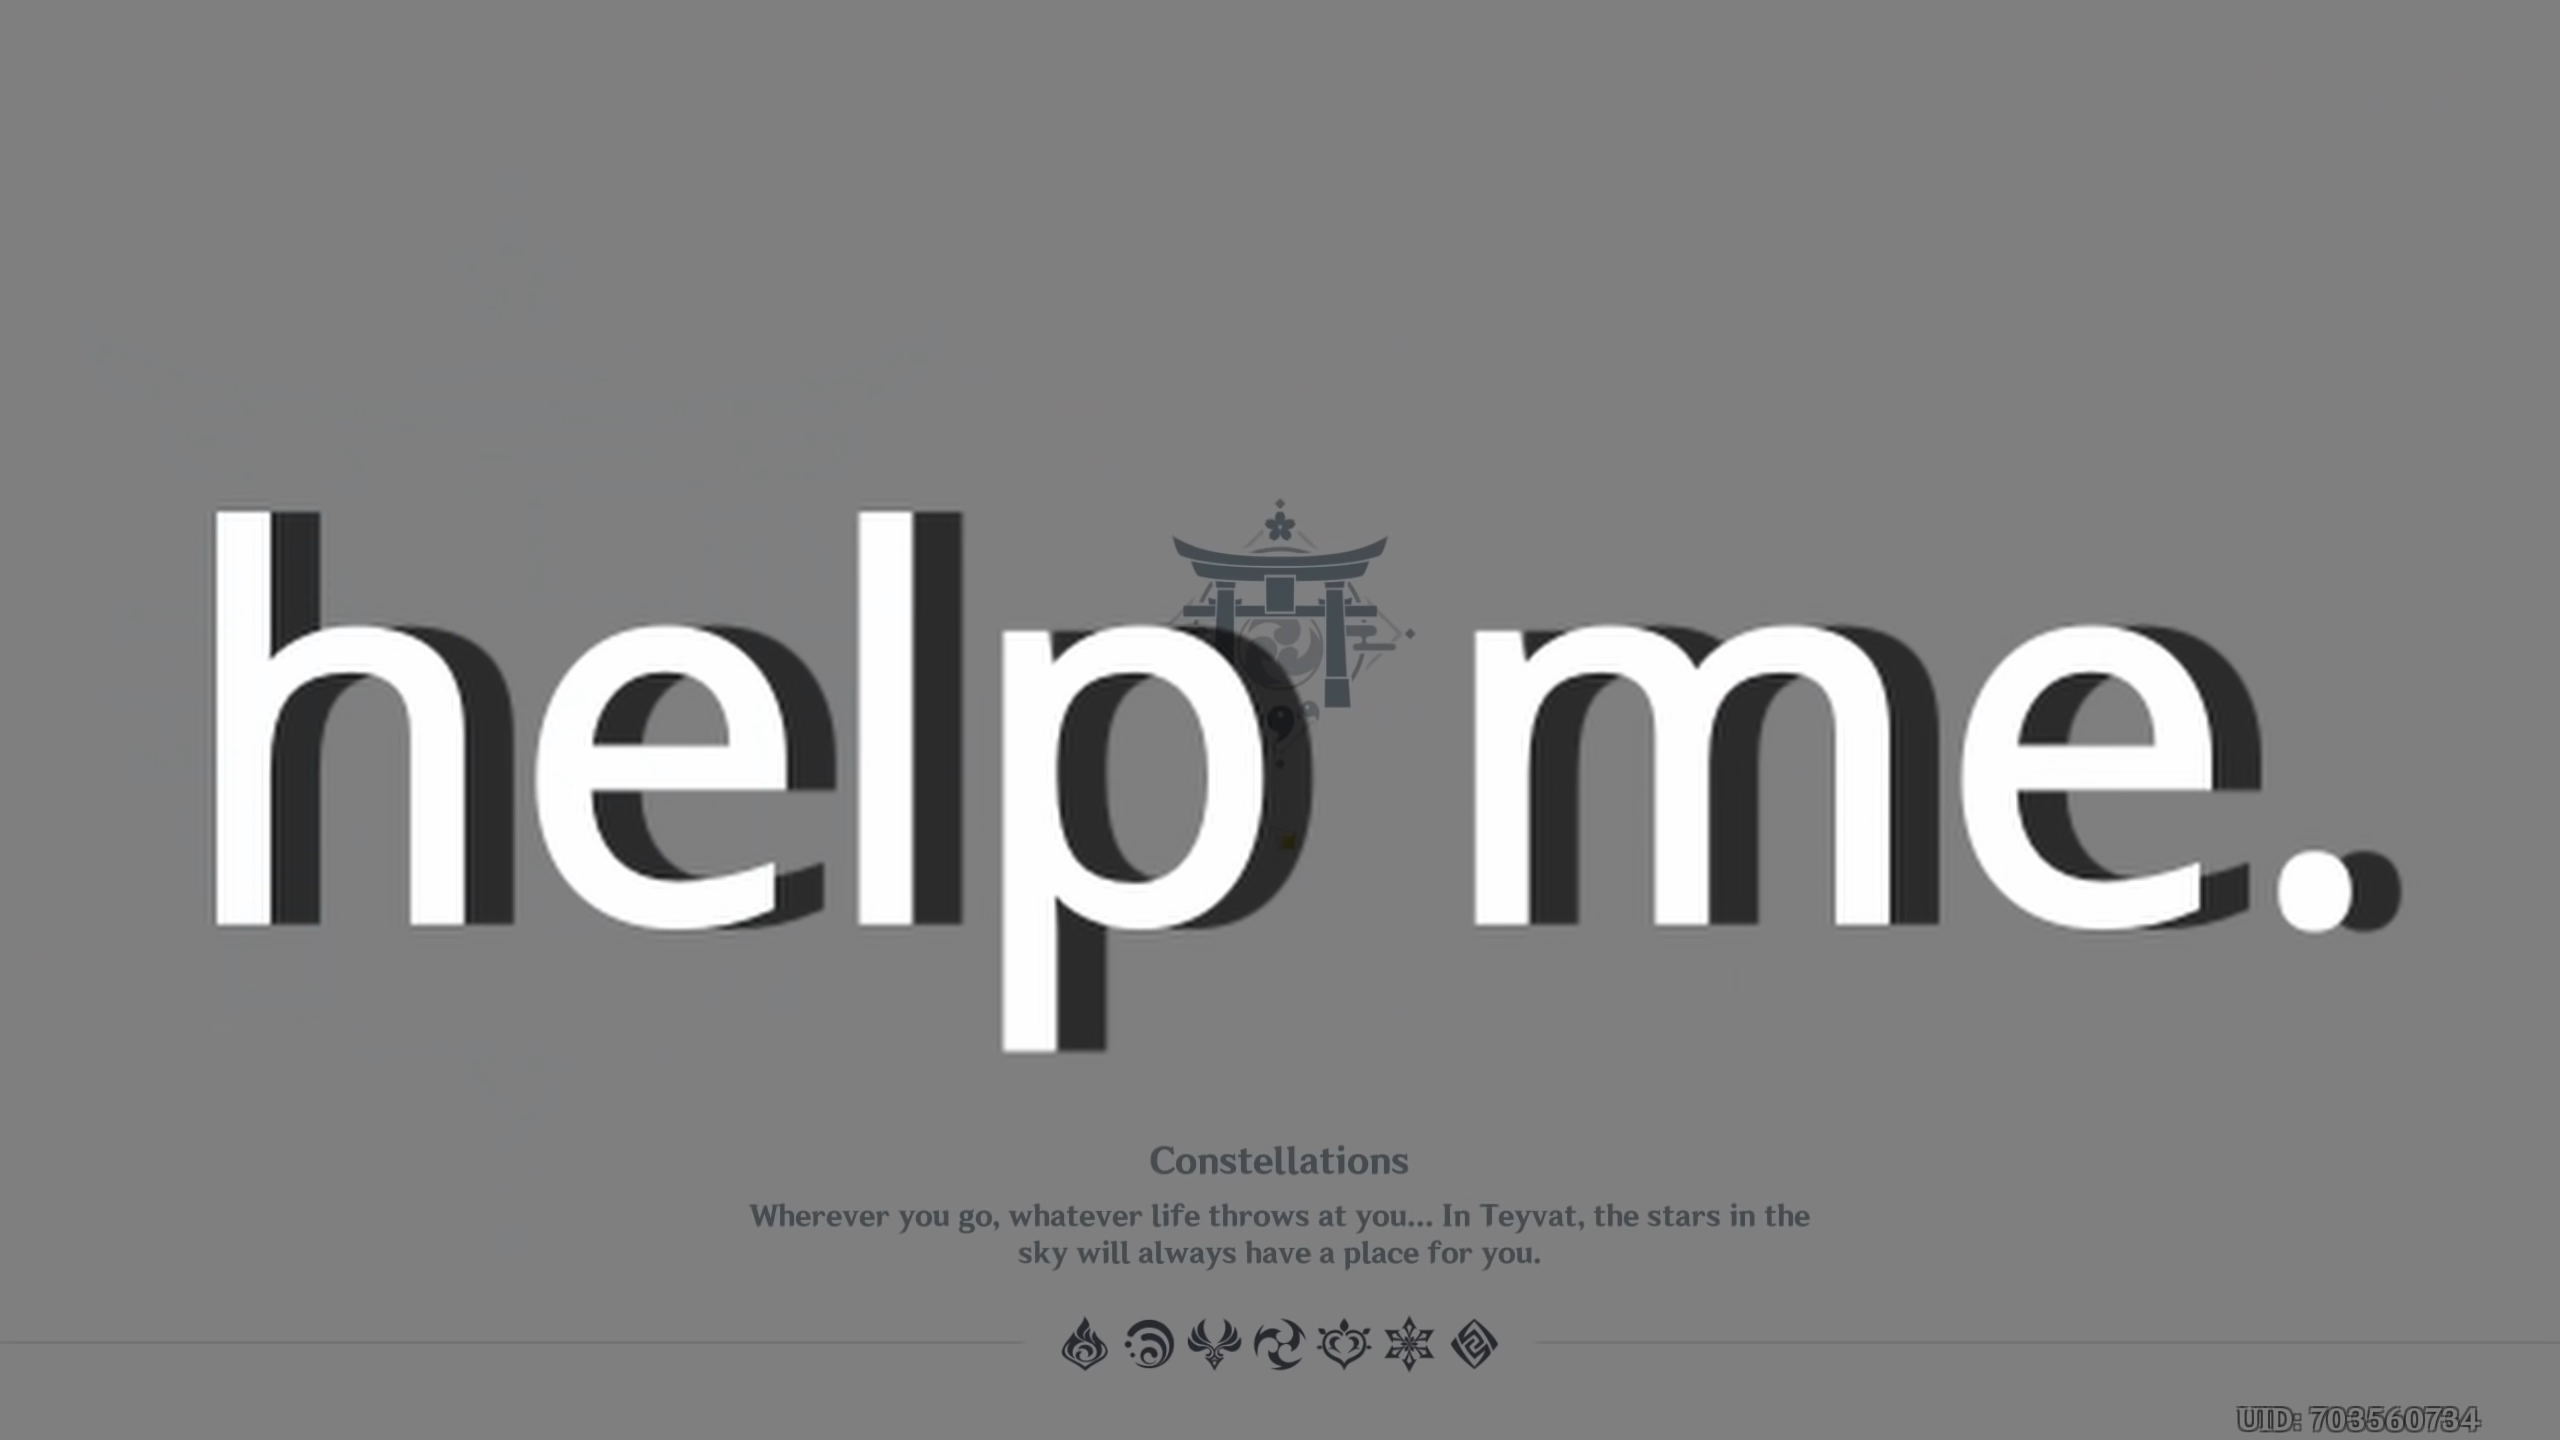 help me.
Constellations
Wherever you go, whatever life throws at you... In Teyvat, the stars in the
sky will always have a place for you.
UID: 703560734